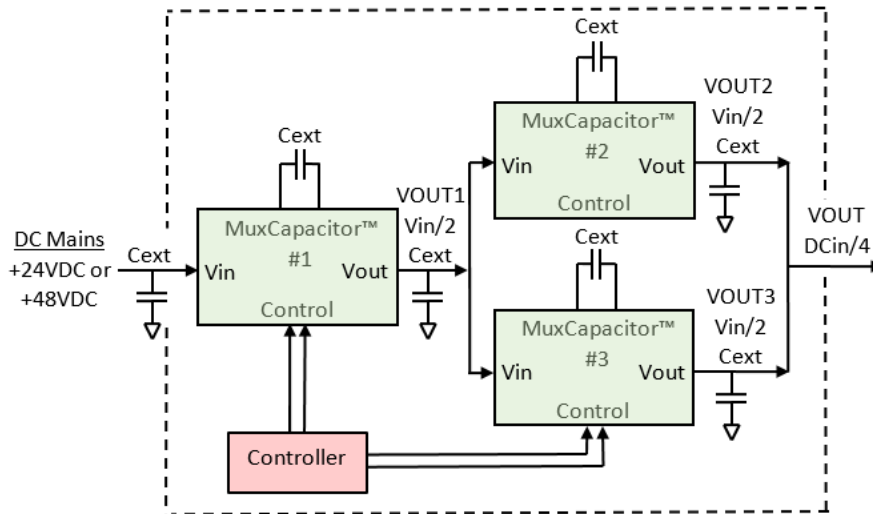 DC Mains
+24VDC or
+48VDC
Cext
Cext
MuxCapacitor™
#1
Vin
Vout
Control
VOUT1
Vin/2
Cext
Cext
MuxCapacitor™
#2
Vin
Vout
Control
VOUT2
Vin/2
Cext
Cext
MuxCapacitor™
#3
Vin
Vout
Control
VOUT3
Vin/2
Cext
VOUT
DCin/4
Controller